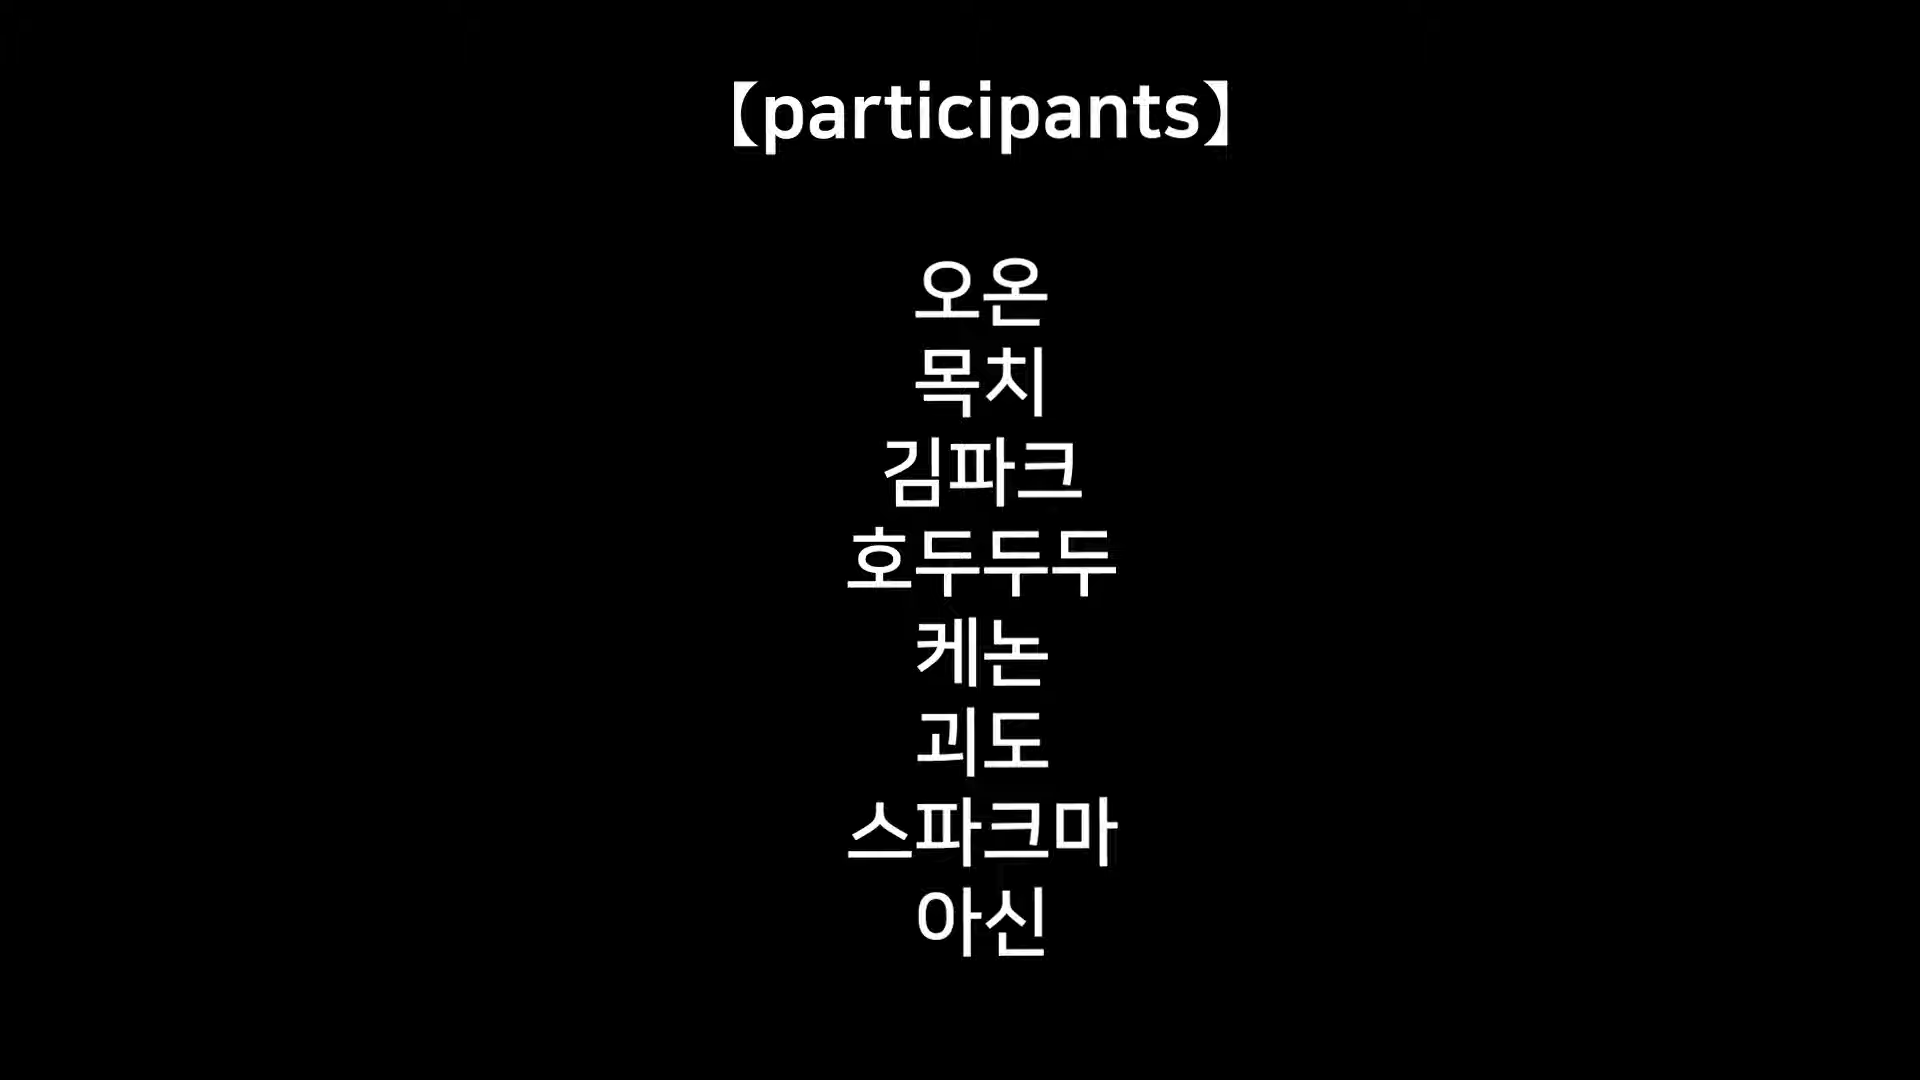 【participants】
오온
목치
김파크
호두두두
케논
괴도
스파크마
아신